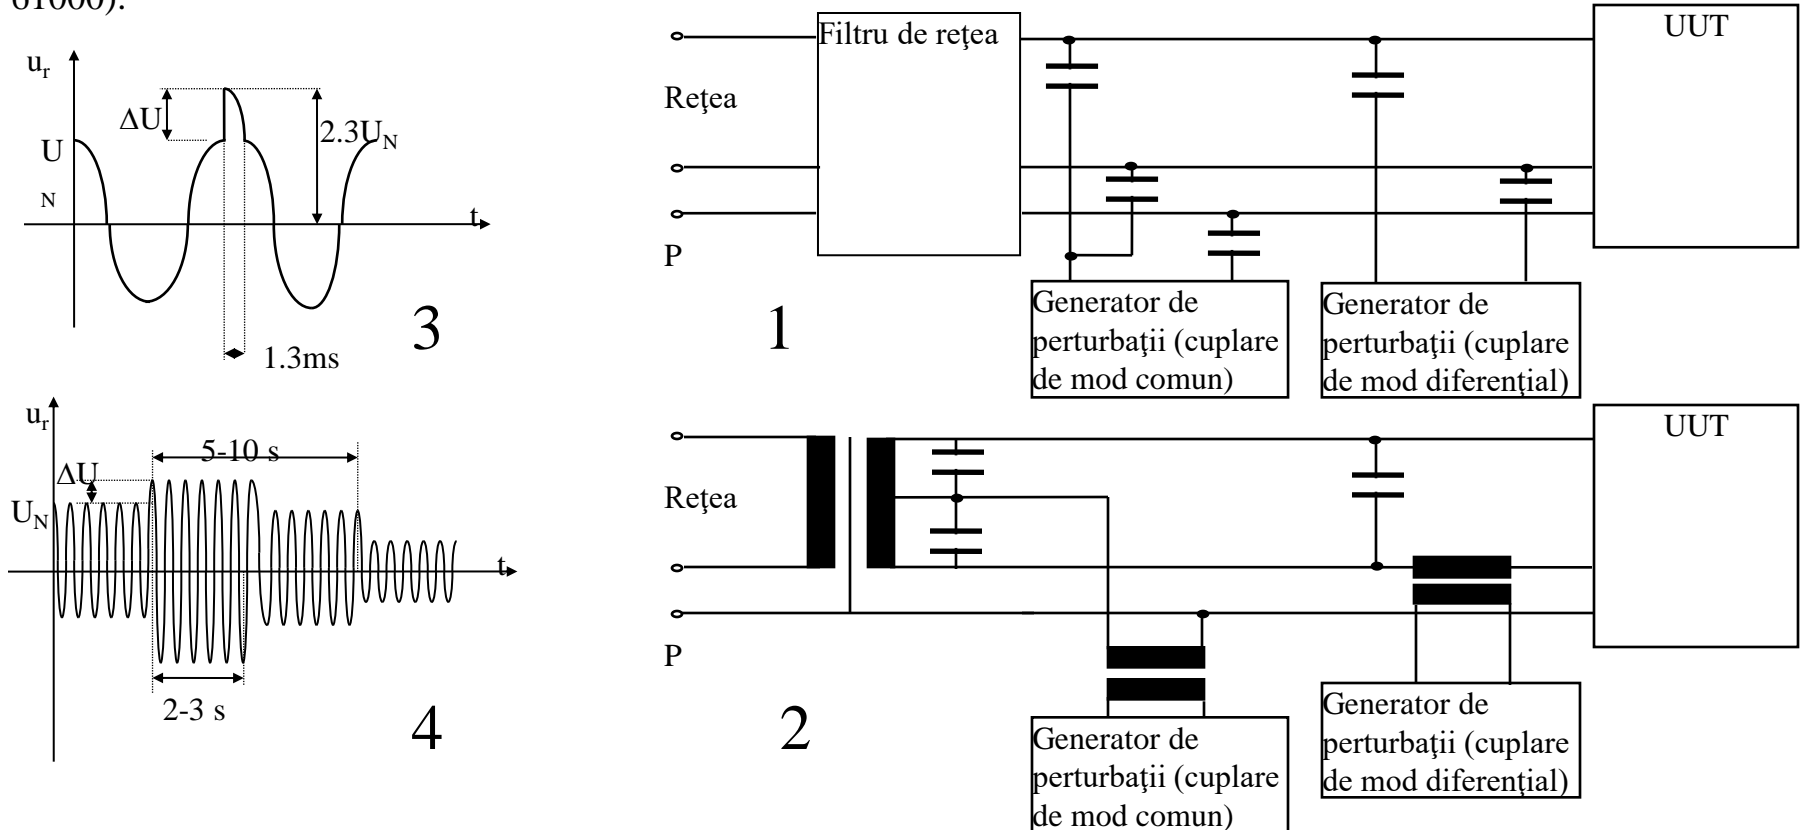 61000).
u_r
ΔU
2.3U_N
U
N
t
1.3ms
3
Filtru de reţea
UUT
Reţea
P
1
Generator de
perturbaţii (cuplare
de mod comun)
Generator de
perturbaţii (cuplare
de mod diferenţial)
u_r
5-10 s
ΔU
U_N
t
2-3 s
4
UUT
Reţea
P
2
Generator de
perturbaţii (cuplare
de mod comun)
Generator de
perturbaţii (cuplare
de mod diferenţial)